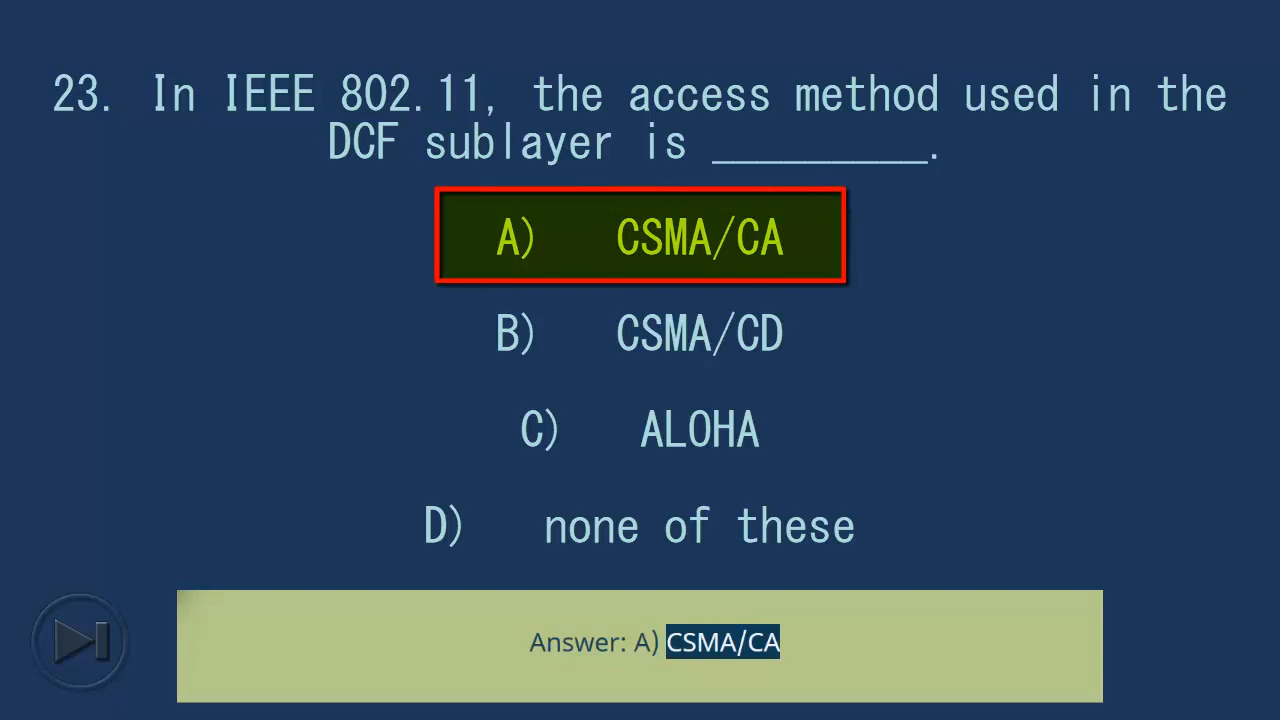 23. In IEEE 802.11, the access method used in the
DCF sublayer is _________.
A) CSMA/CA
B) CSMA/CD
C) ALOHA
D) none of these
Answer: A) CSMA/CA